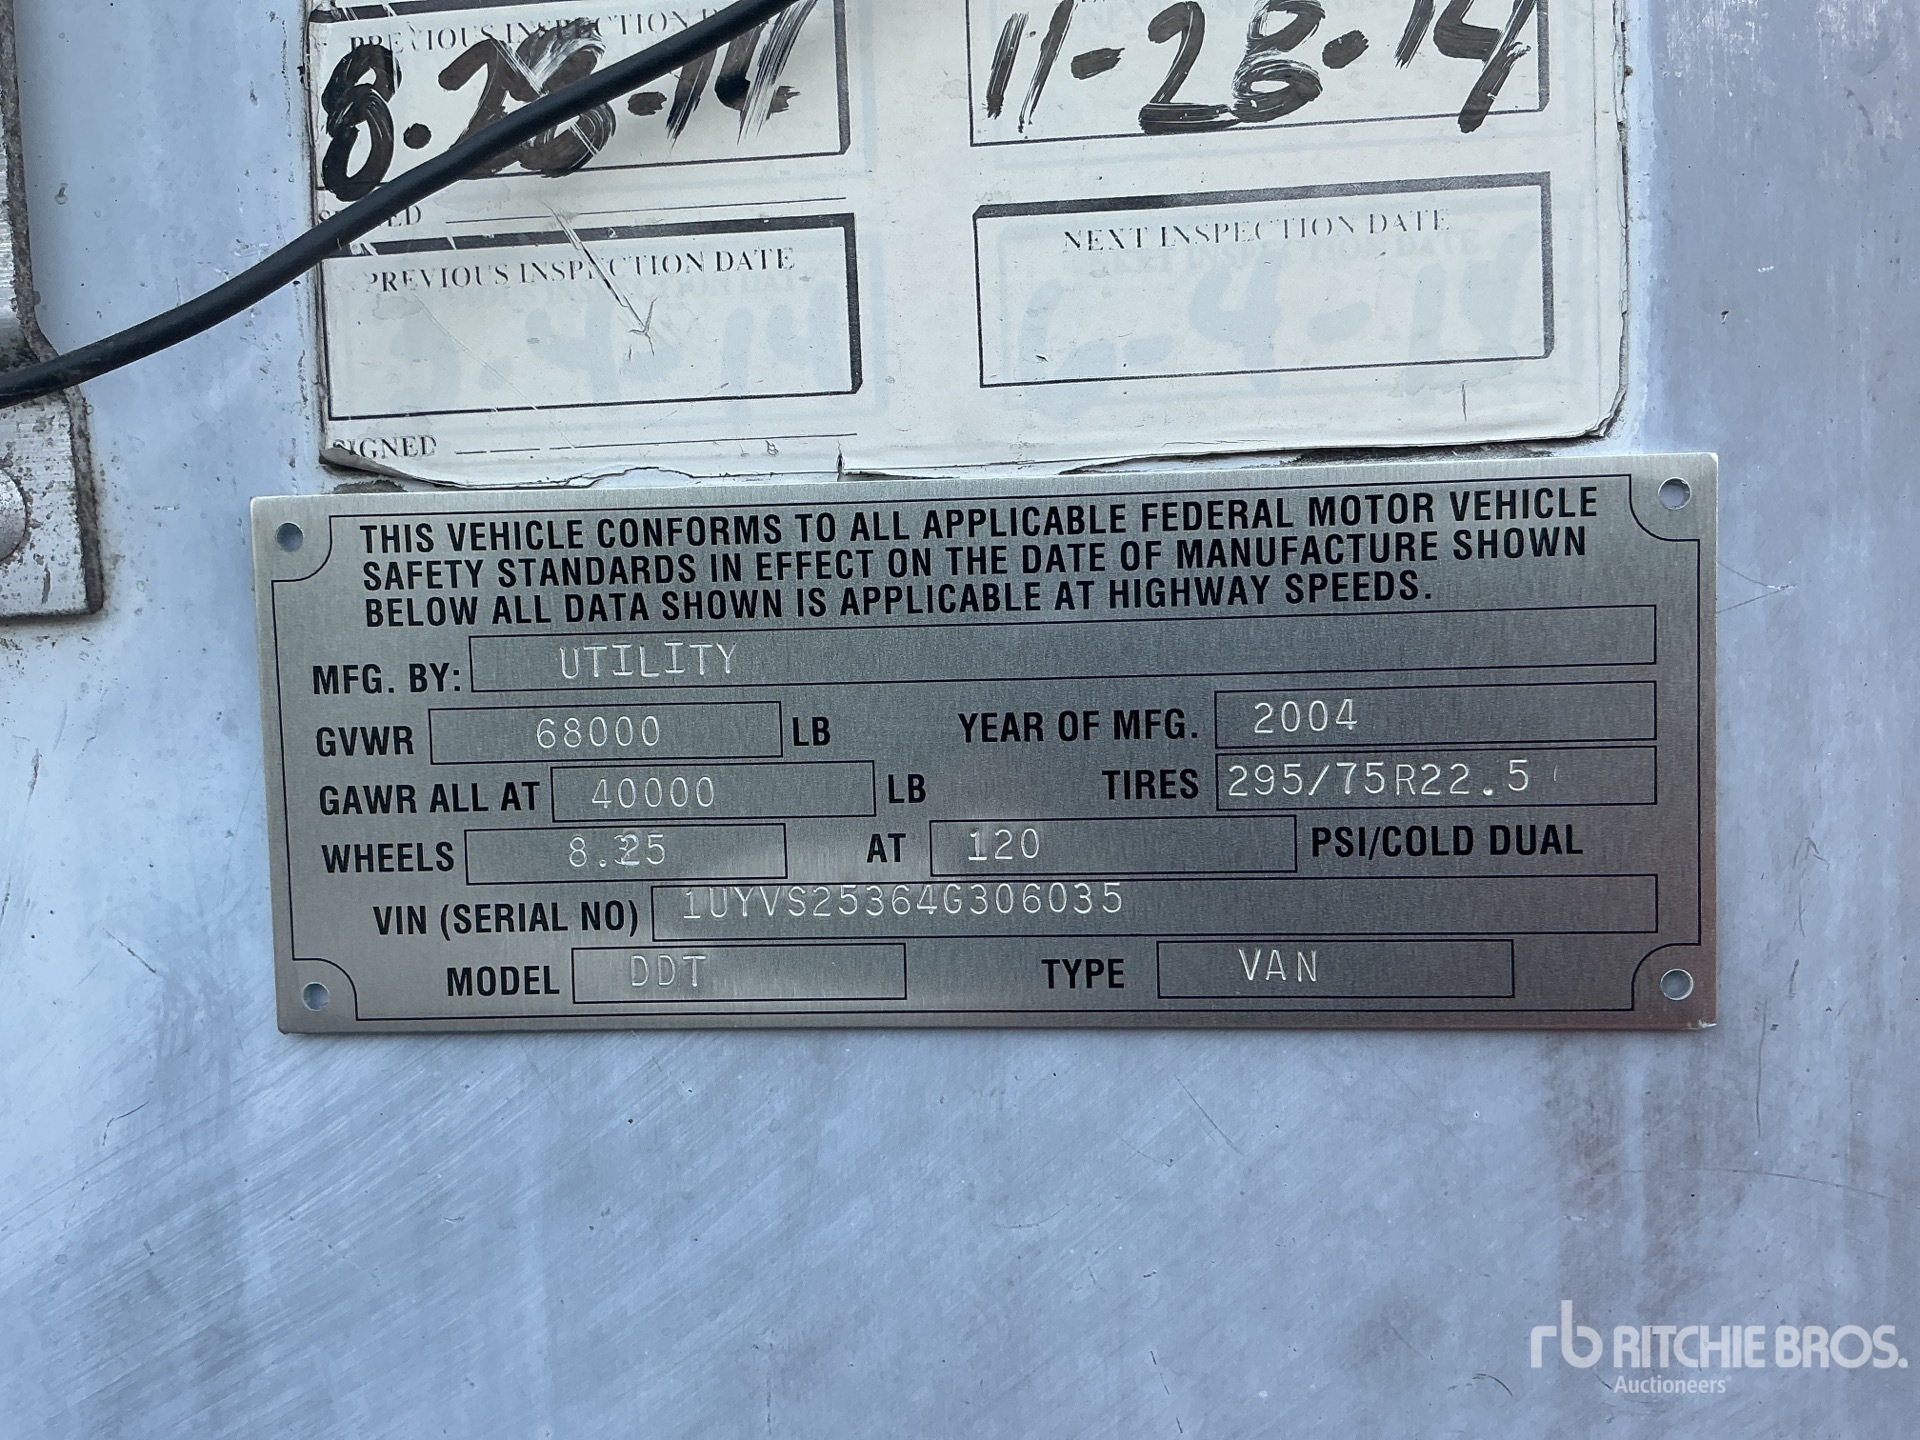 PREVIOUS INSPECTION
8.28.14
11-28.14
SIGNED
PREVIOUS INSPECTION DATE
NEXT INSPECTION DATE
SIGNED
THIS VEHICLE CONFORMS TO ALL APPLICABLE FEDERAL MOTOR VEHICLE
SAFETY STANDARDS IN EFFECT ON THE DATE OF MANUFACTURE SHOWN
BELOW ALL DATA SHOWN IS APPLICABLE AT HIGHWAY SPEEDS.
MFG. BY: UTILITY
GVWR 68000 LB YEAR OF MFG. 2004
GAWR ALL AT 40000 LB TIRES 295/75R22.5
WHEELS 8.25 AT 120 PSI/COLD DUAL
VIN (SERIAL NO) 1UYVS25364G306035
MODEL DDT TYPE VAN
rb RITCHIE BROS.
Auctioneers